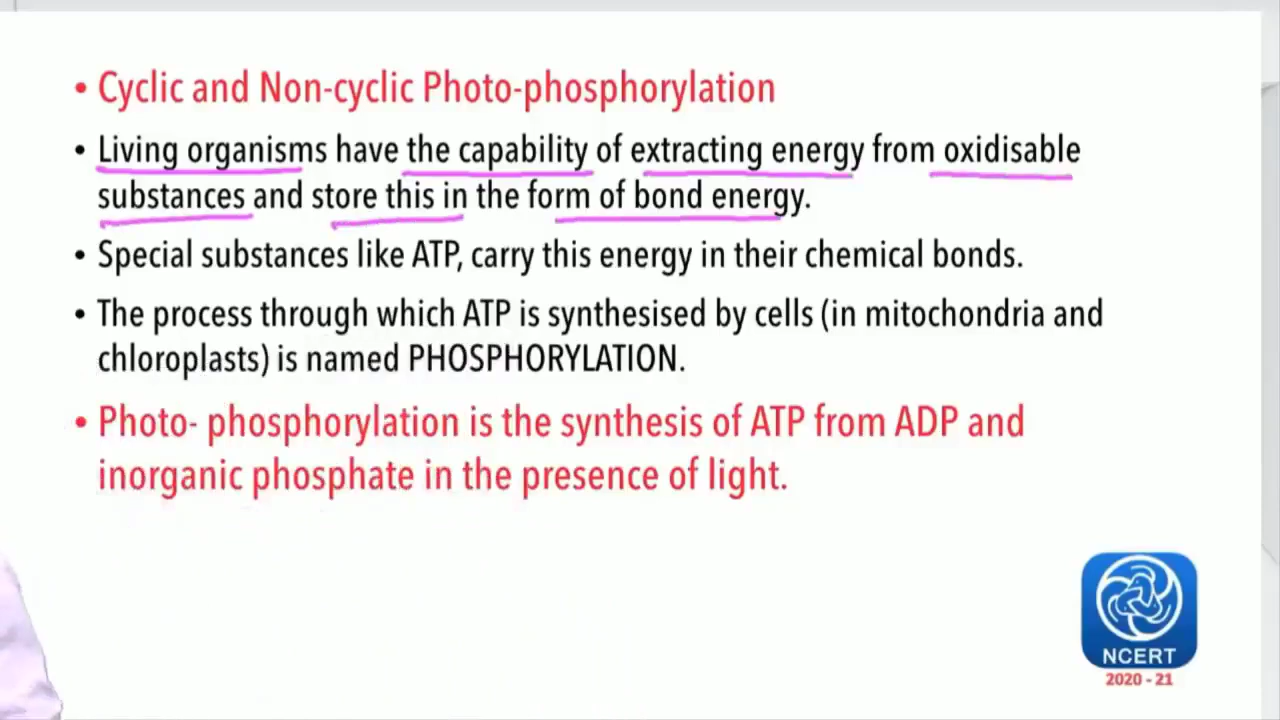 • Cyclic and Non-cyclic Photo-phosphorylation
• Living organisms have the capability of extracting energy from oxidisable
substances and store this in the form of bond energy.
• Special substances like ATP, carry this energy in their chemical bonds.
• The process through which ATP is synthesised by cells (in mitochondria and
chloroplasts) is named PHOSPHORYLATION.
• Photo- phosphorylation is the synthesis of ATP from ADP and
inorganic phosphate in the presence of light.
NCERT
2020 - 21